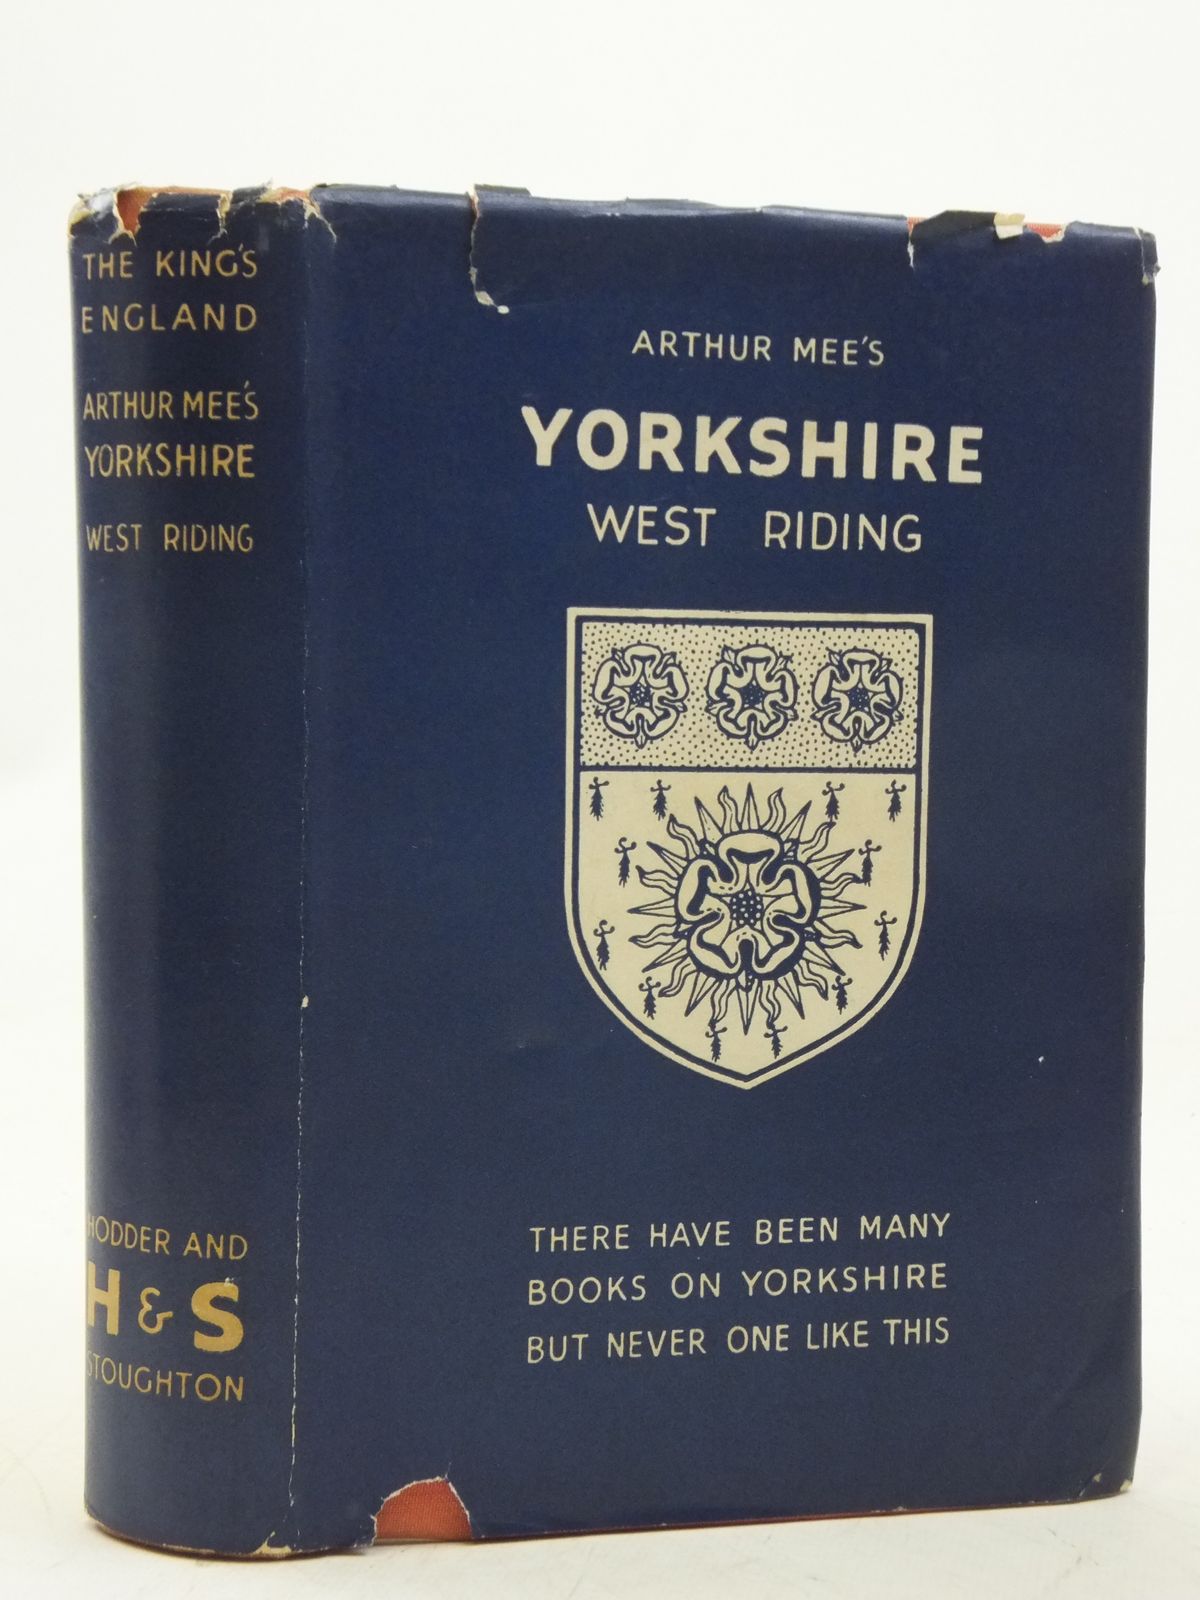 THE KING'S
ENGLAND
ARTHUR MEE'S
YORKSHIRE
WEST RIDING
HODDER AND
H & S
STOUGHTON
ARTHUR MEE'S
YORKSHIRE
WEST RIDING
THERE HAVE BEEN MANY
BOOKS ON YORKSHIRE
BUT NEVER ONE LIKE THIS